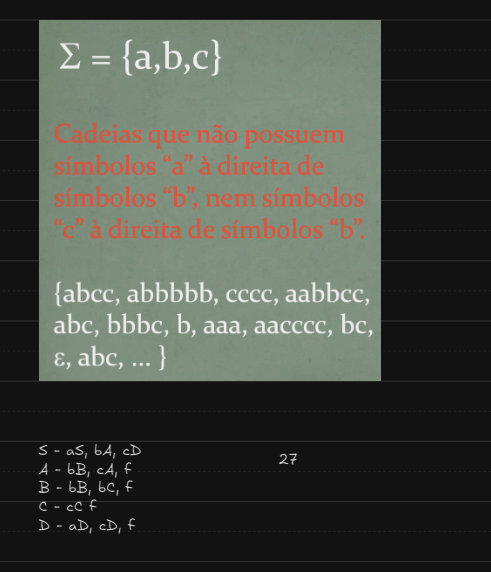 Σ = {a,b,c}
Cadeias que não possuem
símbolos “a” à direita de
símbolos “b”, nem símbolos
“c” à direita de símbolos “b”.
{abcc, abbbbb, cccc, aabbcc,
abc, bbbc, b, aaa, aacccc, bc,
ε, abc, ... }
S - aS, bA, cD
A - bB, cA, f
B - bB, bC, f
C - cC f
D - aD, cD, f
27